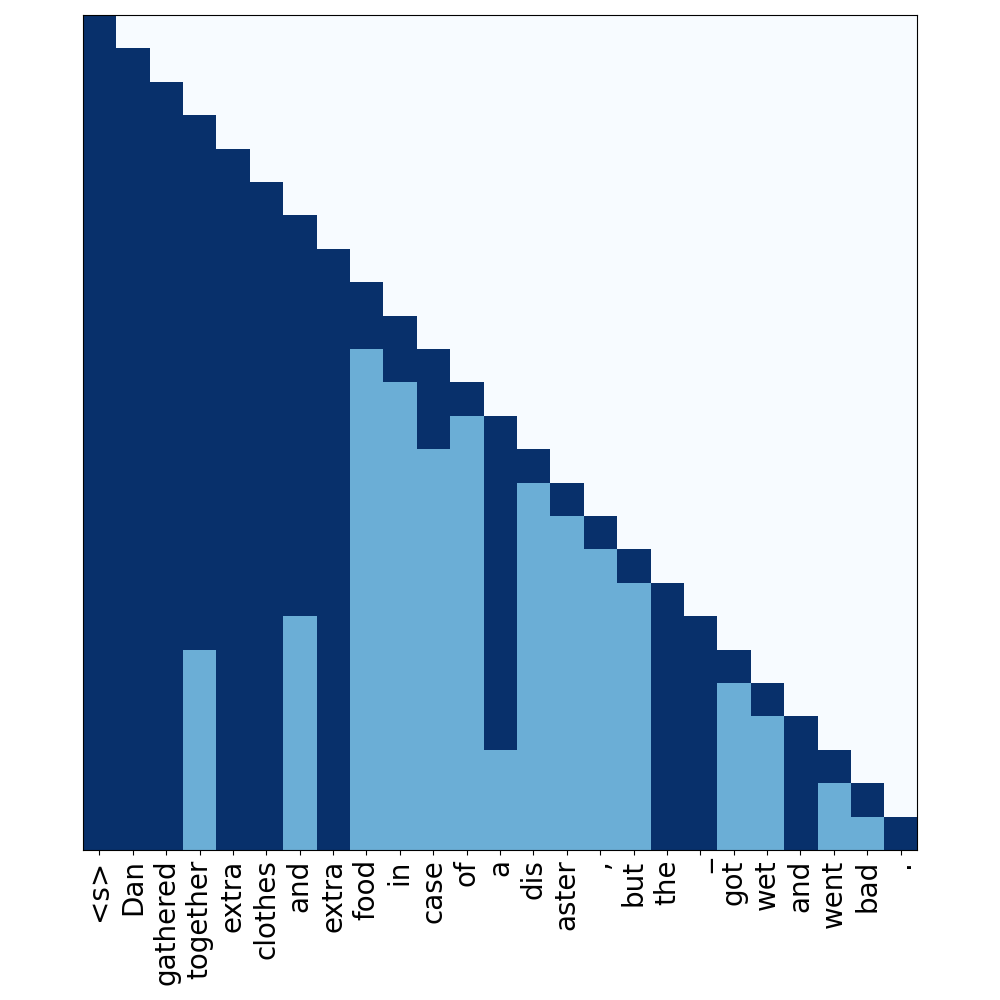 <s> Dan gathered together extra clothes and extra food in case of a dis aster , but the _ got wet and went bad .